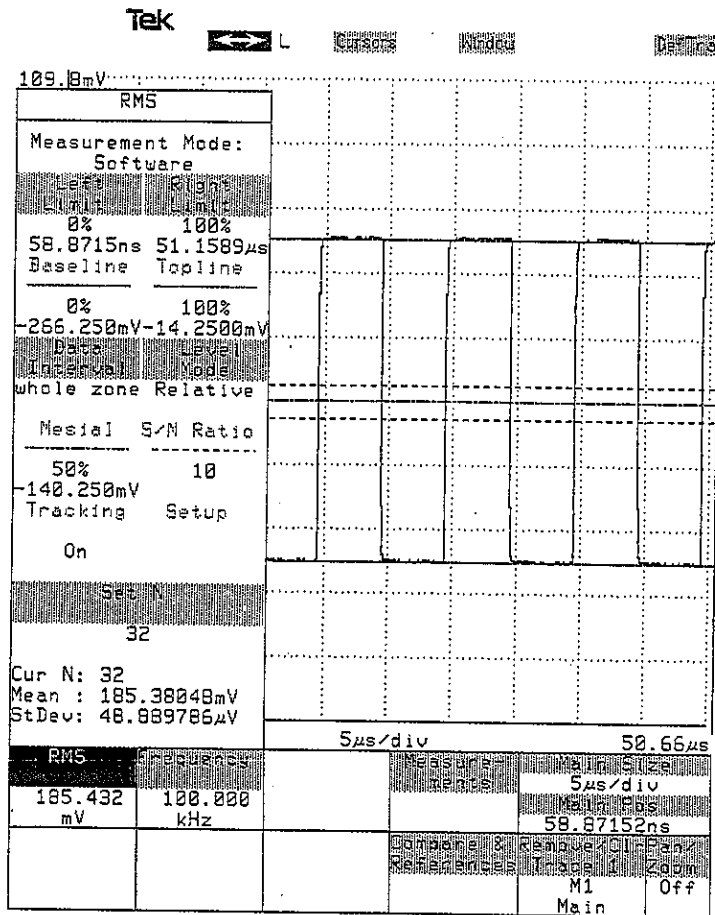 Tek
L Cursors Window DefTra
109.8mV
RMS
Measurement Mode:
Software
Left Limit Right Limit
0% 100%
58.8715ns 51.1589µs
Baseline Topline
0% 100%
-266.250mV -14.2500mV
Data Interval Level Mode
whole zone Relative
Mesial S/N Ratio
50% 10
-140.250mV
Tracking Setup
On
Set N
32
Cur N: 32
Mean : 185.38048mV
StDev: 48.889786µV
5µs/div 50.66µs
RMS Frequency Measure- ments Main Size
185.432 mV 100.000 kHz 5µs/div
Main Pos
58.87152ns
Compare & References Remove/Clr Trace 1 Pan/ Zoom
M1 Main Off